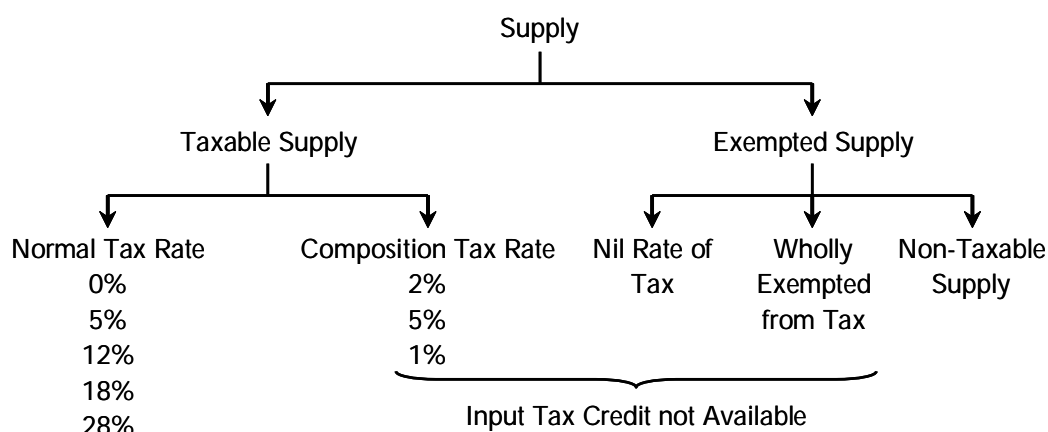 Supply
Taxable Supply
Exempted Supply
Normal Tax Rate
0%
5%
12%
18%
28%
Composition Tax Rate
2%
5%
1%
Nil Rate of
Tax
Wholly
Exempted
from Tax
Non-Taxable
Supply
Input Tax Credit not Available